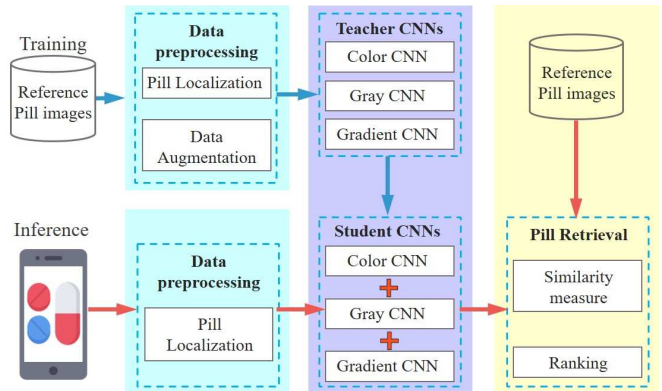 Training
Reference
Pill images
Data
preprocessing
Pill Localization
Data
Augmentation
Teacher CNNs
Color CNN
Gray CNN
Gradient CNN
Reference
Pill images
Inference
Data
preprocessing
Pill
Localization
Student CNNs
Color CNN
+
Gray CNN
+
Gradient CNN
Pill Retrieval
Similarity
measure
Ranking